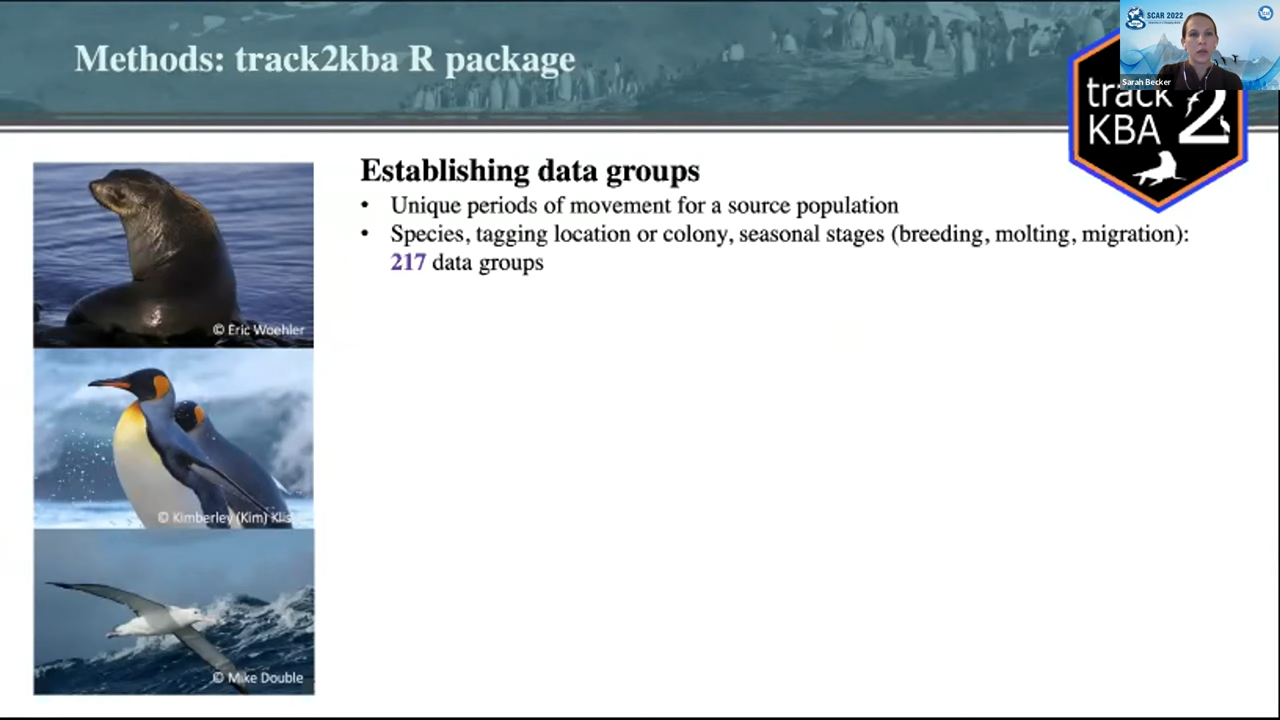 Methods: track2kba R package
SCAR 2022
Sarah Becker
track
KBA 2
Establishing data groups
• Unique periods of movement for a source population
• Species, tagging location or colony, seasonal stages (breeding, molting, migration):
217 data groups
© Eric Woehler
© Kimberley (Kim)
© Mike Double